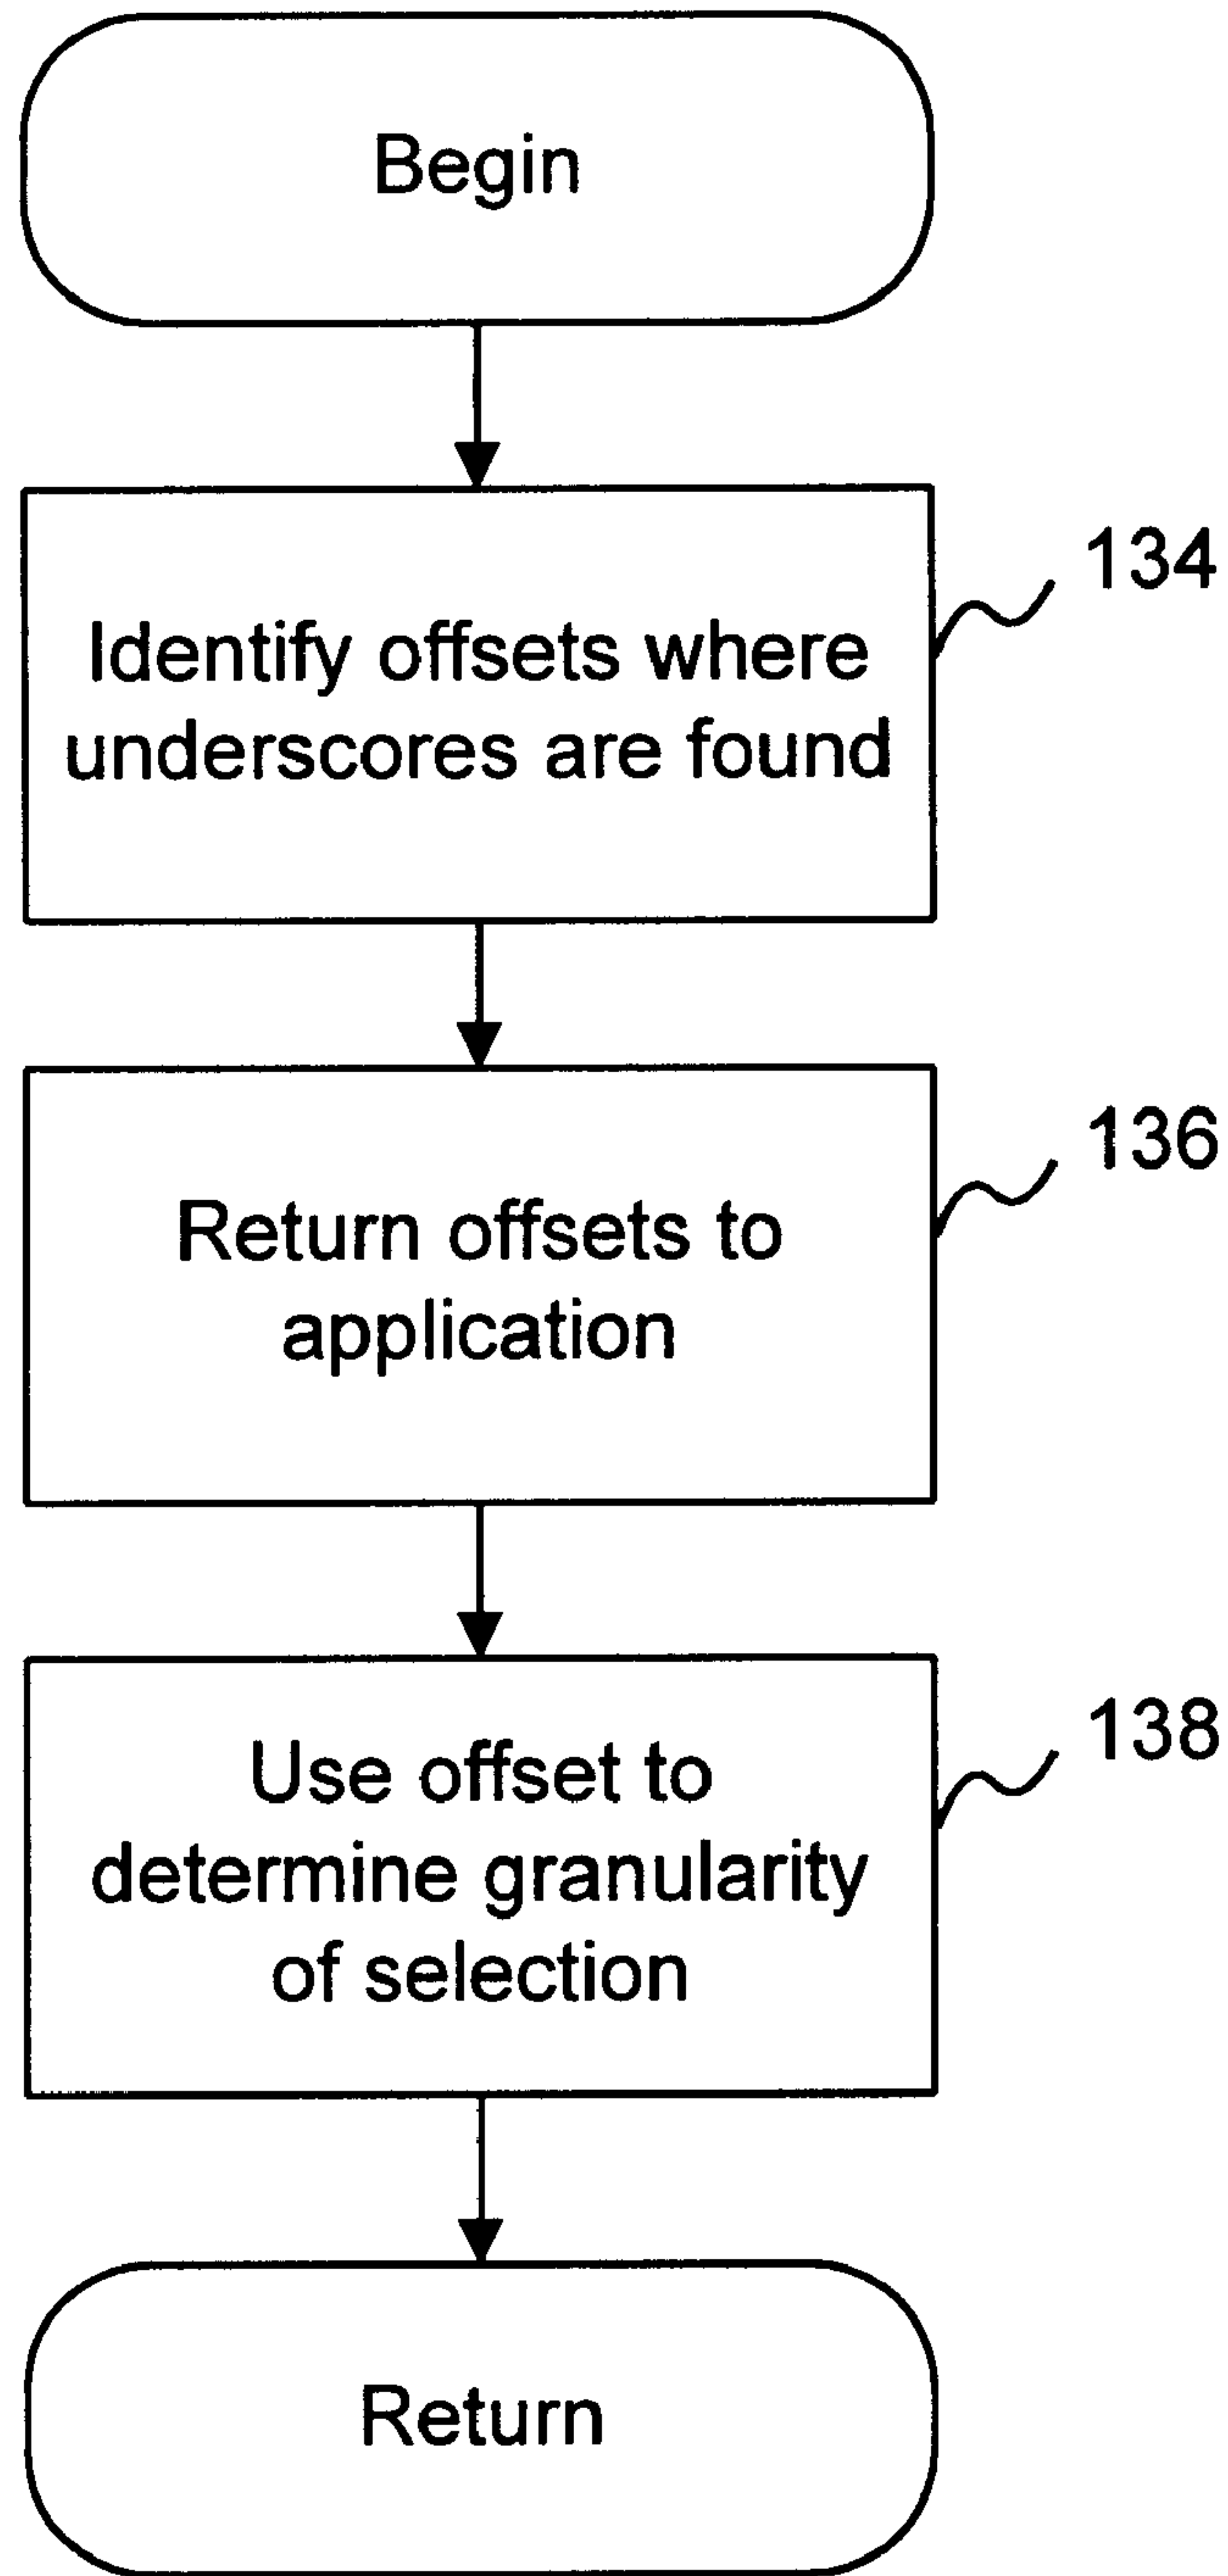 Begin
134
Identify offsets where
underscores are found
136
Return offsets to
application
138
Use offset to
determine granularity
of selection
Return